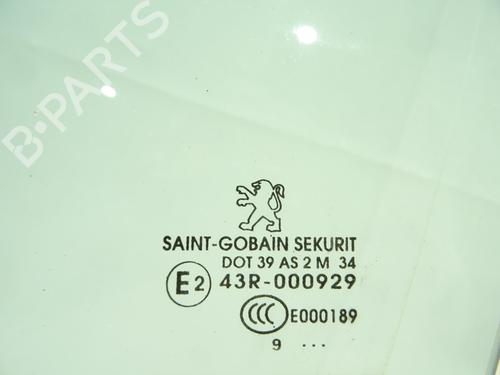 B-PARTS
SAINT-GOBAIN SEKURIT
DOT 39 AS 2 M 34
E2 43R-000929
CCC E000189
9 ...